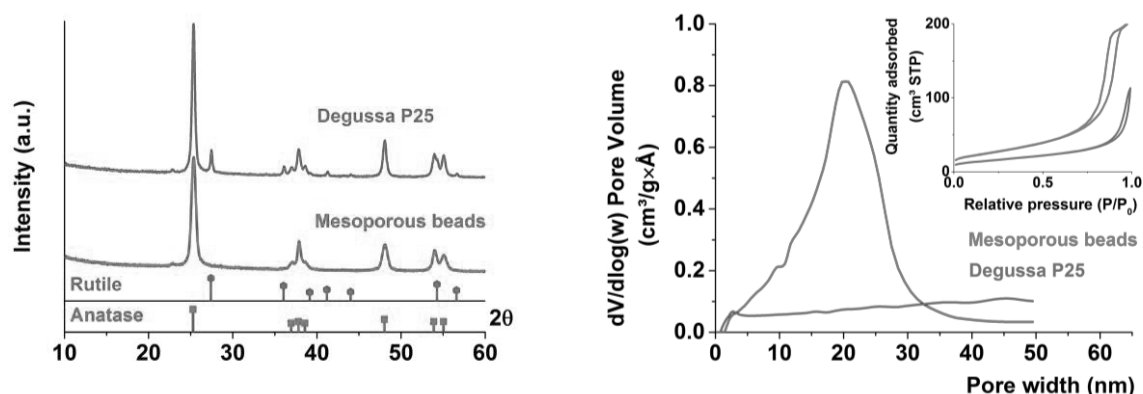 Intensity (a.u.)
Degussa P25
Mesoporous beads
Rutile
Anatase
2θ
10 20 30 40 50 60
dV/dlog(w) Pore Volume
(cm³/g×Å)
1.0
0.8
0.6
0.4
0.2
0.0
0 10 20 30 40 50 60
Pore width (nm)
Quantity adsorbed
(cm³ STP)
200
100
0
0.0 0.5 1.0
Relative pressure (P/P₀)
Mesoporous beads
Degussa P25